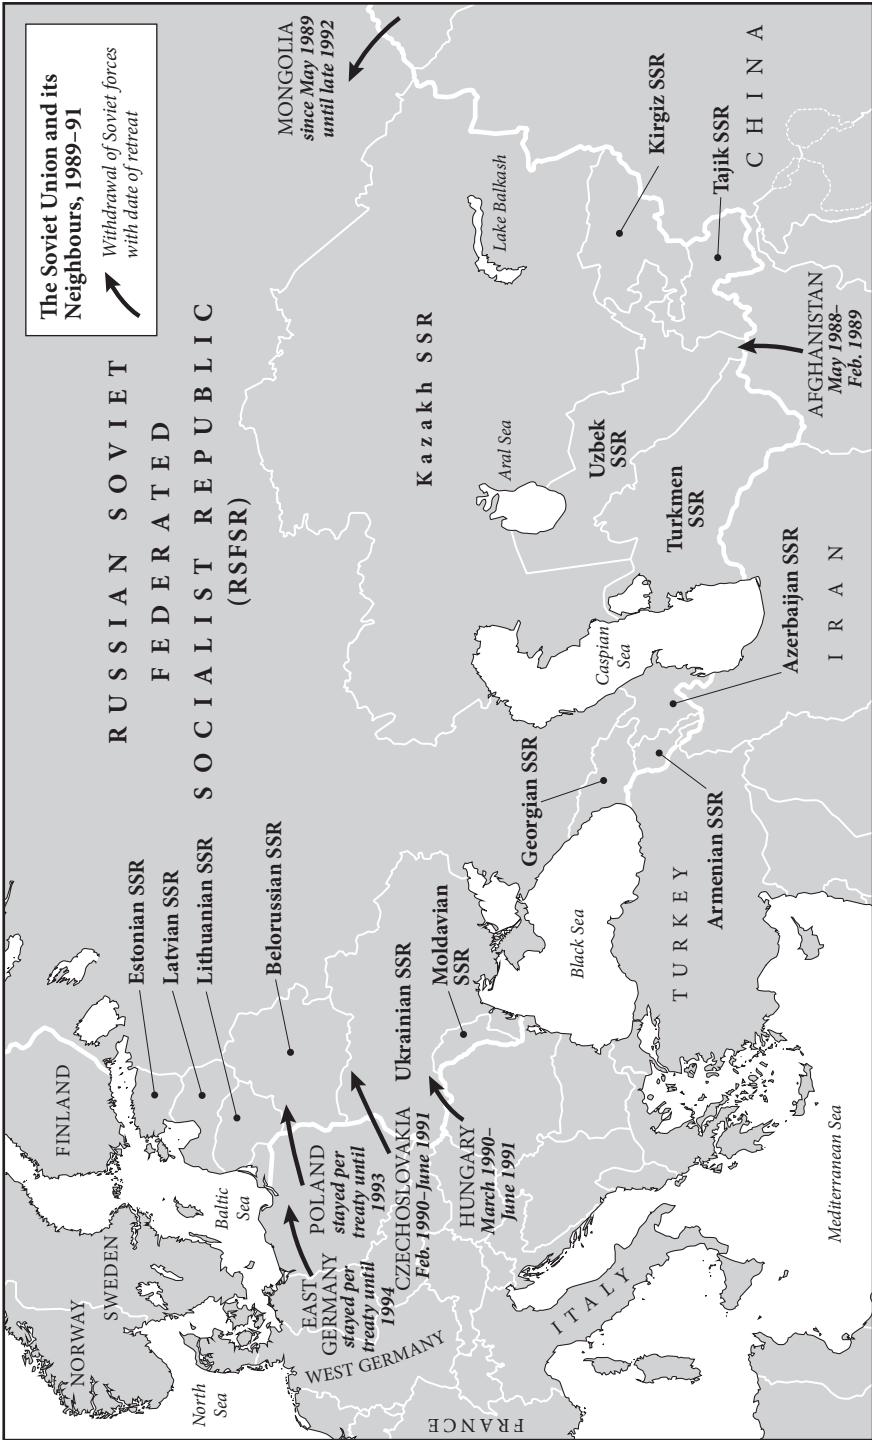 The Soviet Union and its
Neighbours, 1989–91
Withdrawal of Soviet forces
with date of retreat
RUSSIAN SOVIET
FEDERATED
SOCIALIST REPUBLIC
(RSFSR)
NORWAY
SWEDEN
FINLAND
North
Sea
Baltic
Sea
Estonian SSR
Latvian SSR
Lithuanian SSR
Belorussian SSR
EAST
GERMANY
stayed per
treaty until
1994
POLAND
stayed per
treaty until
1993
CZECHOSLOVAKIA
Feb. 1990–June 1991
Ukrainian SSR
Moldavian
SSR
HUNGARY
March 1990–
June 1991
WEST GERMANY
FRANCE
ITALY
Mediterranean Sea
Black Sea
TURKEY
Georgian SSR
Armenian SSR
Azerbaijan SSR
Caspian
Sea
IRAN
Kazakh SSR
Aral Sea
Uzbek
SSR
Turkmen
SSR
Lake Balkash
MONGOLIA
since May 1989
until late 1992
Kirgiz SSR
Tajik SSR
CHINA
AFGHANISTAN
May 1988–
Feb. 1989